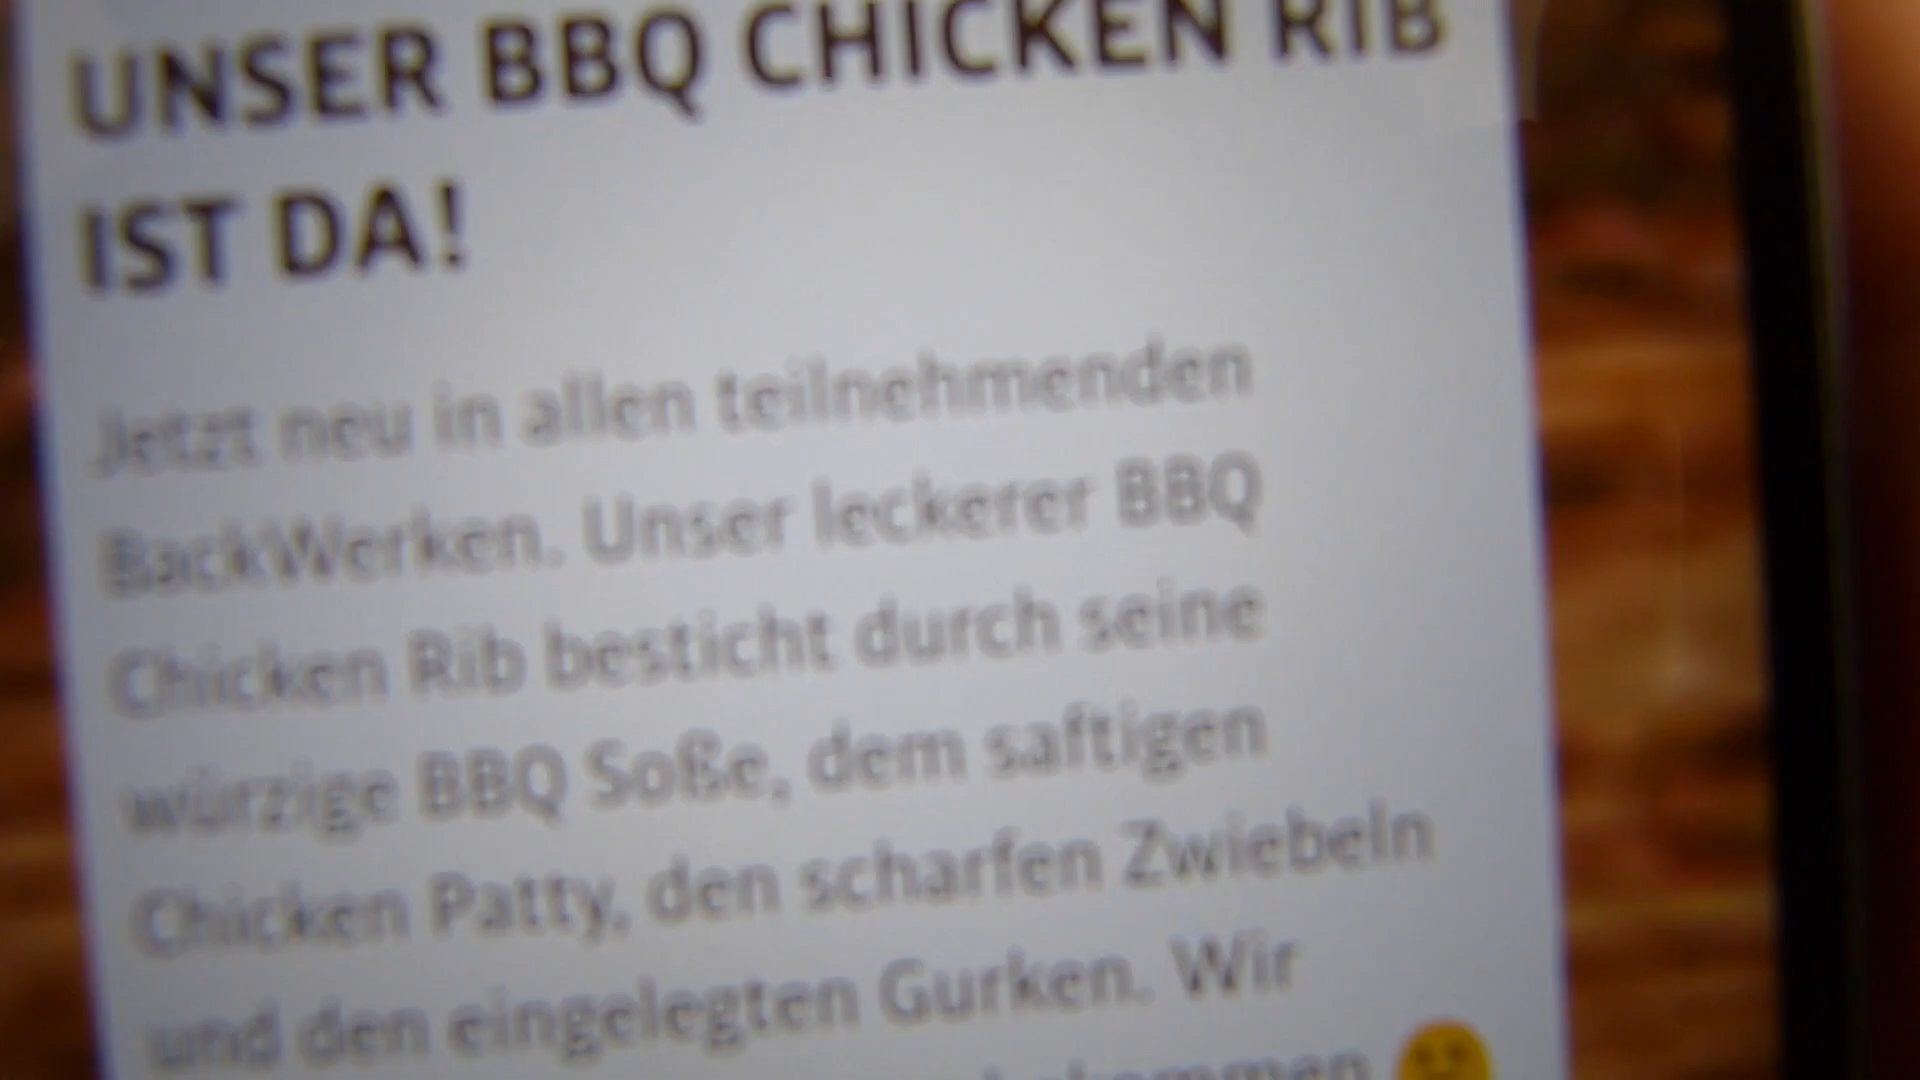 UNSER BBQ CHICKEN RIB
IST DA!
Jetzt neu in allen teilnehmenden
BackWerken. Unser leckerer BBQ
Chicken Rib besticht durch seine
würzige BBQ Soße, dem saftigen
Chicken Patty, den scharfen Zwiebeln
und den eingelegten Gurken. Wir